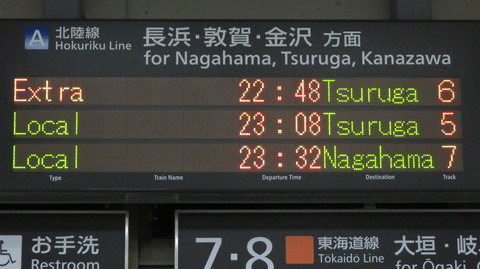 A 北陸線 長浜・敦賀・金沢 方面
Hokuriku Line for Nagahama, Tsuruga, Kanazawa
Extra 22:48 Tsuruga 6
Local 23:08 Tsuruga 5
Local 23:32 Nagahama 7
Type Train Name Departure Time Destination Track
お手洗 7・8 東海道線 大垣・岐
Restroom Tokaidō Line for Ōgaki, G